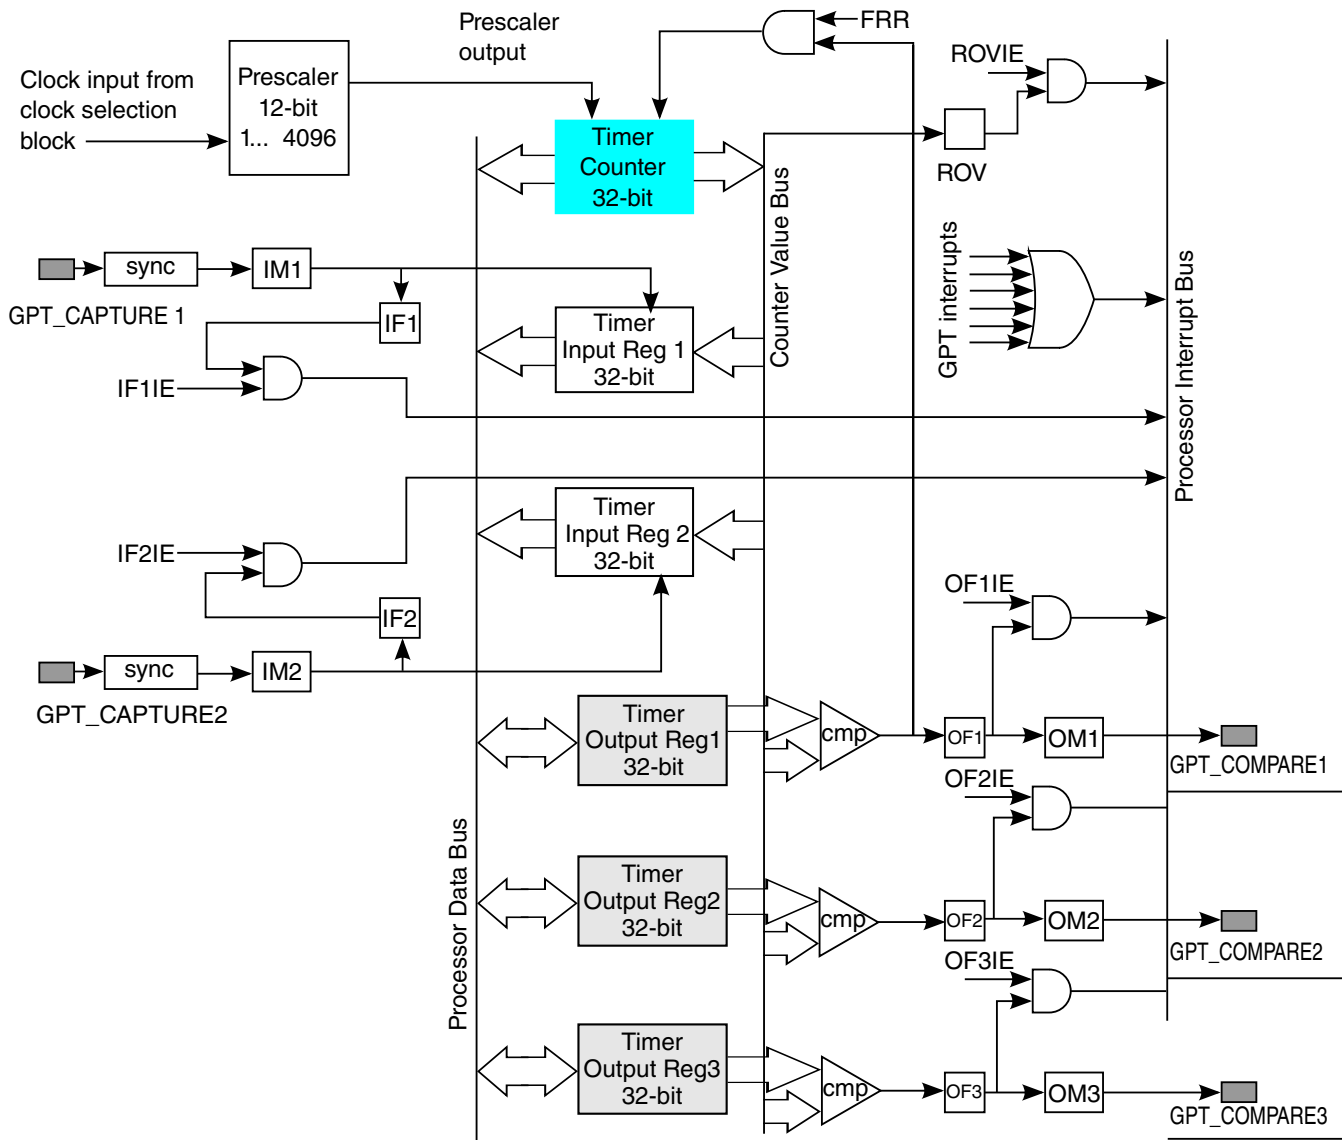 Prescaler
output
FRR
ROVIE
Clock input from
clock selection
block
Prescaler
12-bit
1... 4096
Timer
Counter
32-bit
ROV
Counter Value Bus
GPT interrupts
Processor Interrupt Bus
sync
IM1
GPT_CAPTURE 1
IF1
Timer
Input Reg 1
32-bit
IF1IE
Timer
Input Reg 2
32-bit
IF2IE
IF2
OF1IE
sync
IM2
GPT_CAPTURE2
Timer
Output Reg1
32-bit
cmp
OF1
OM1
GPT_COMPARE1
OF2IE
Processor Data Bus
Timer
Output Reg2
32-bit
cmp
OF2
OM2
GPT_COMPARE2
OF3IE
Timer
Output Reg3
32-bit
cmp
OF3
OM3
GPT_COMPARE3